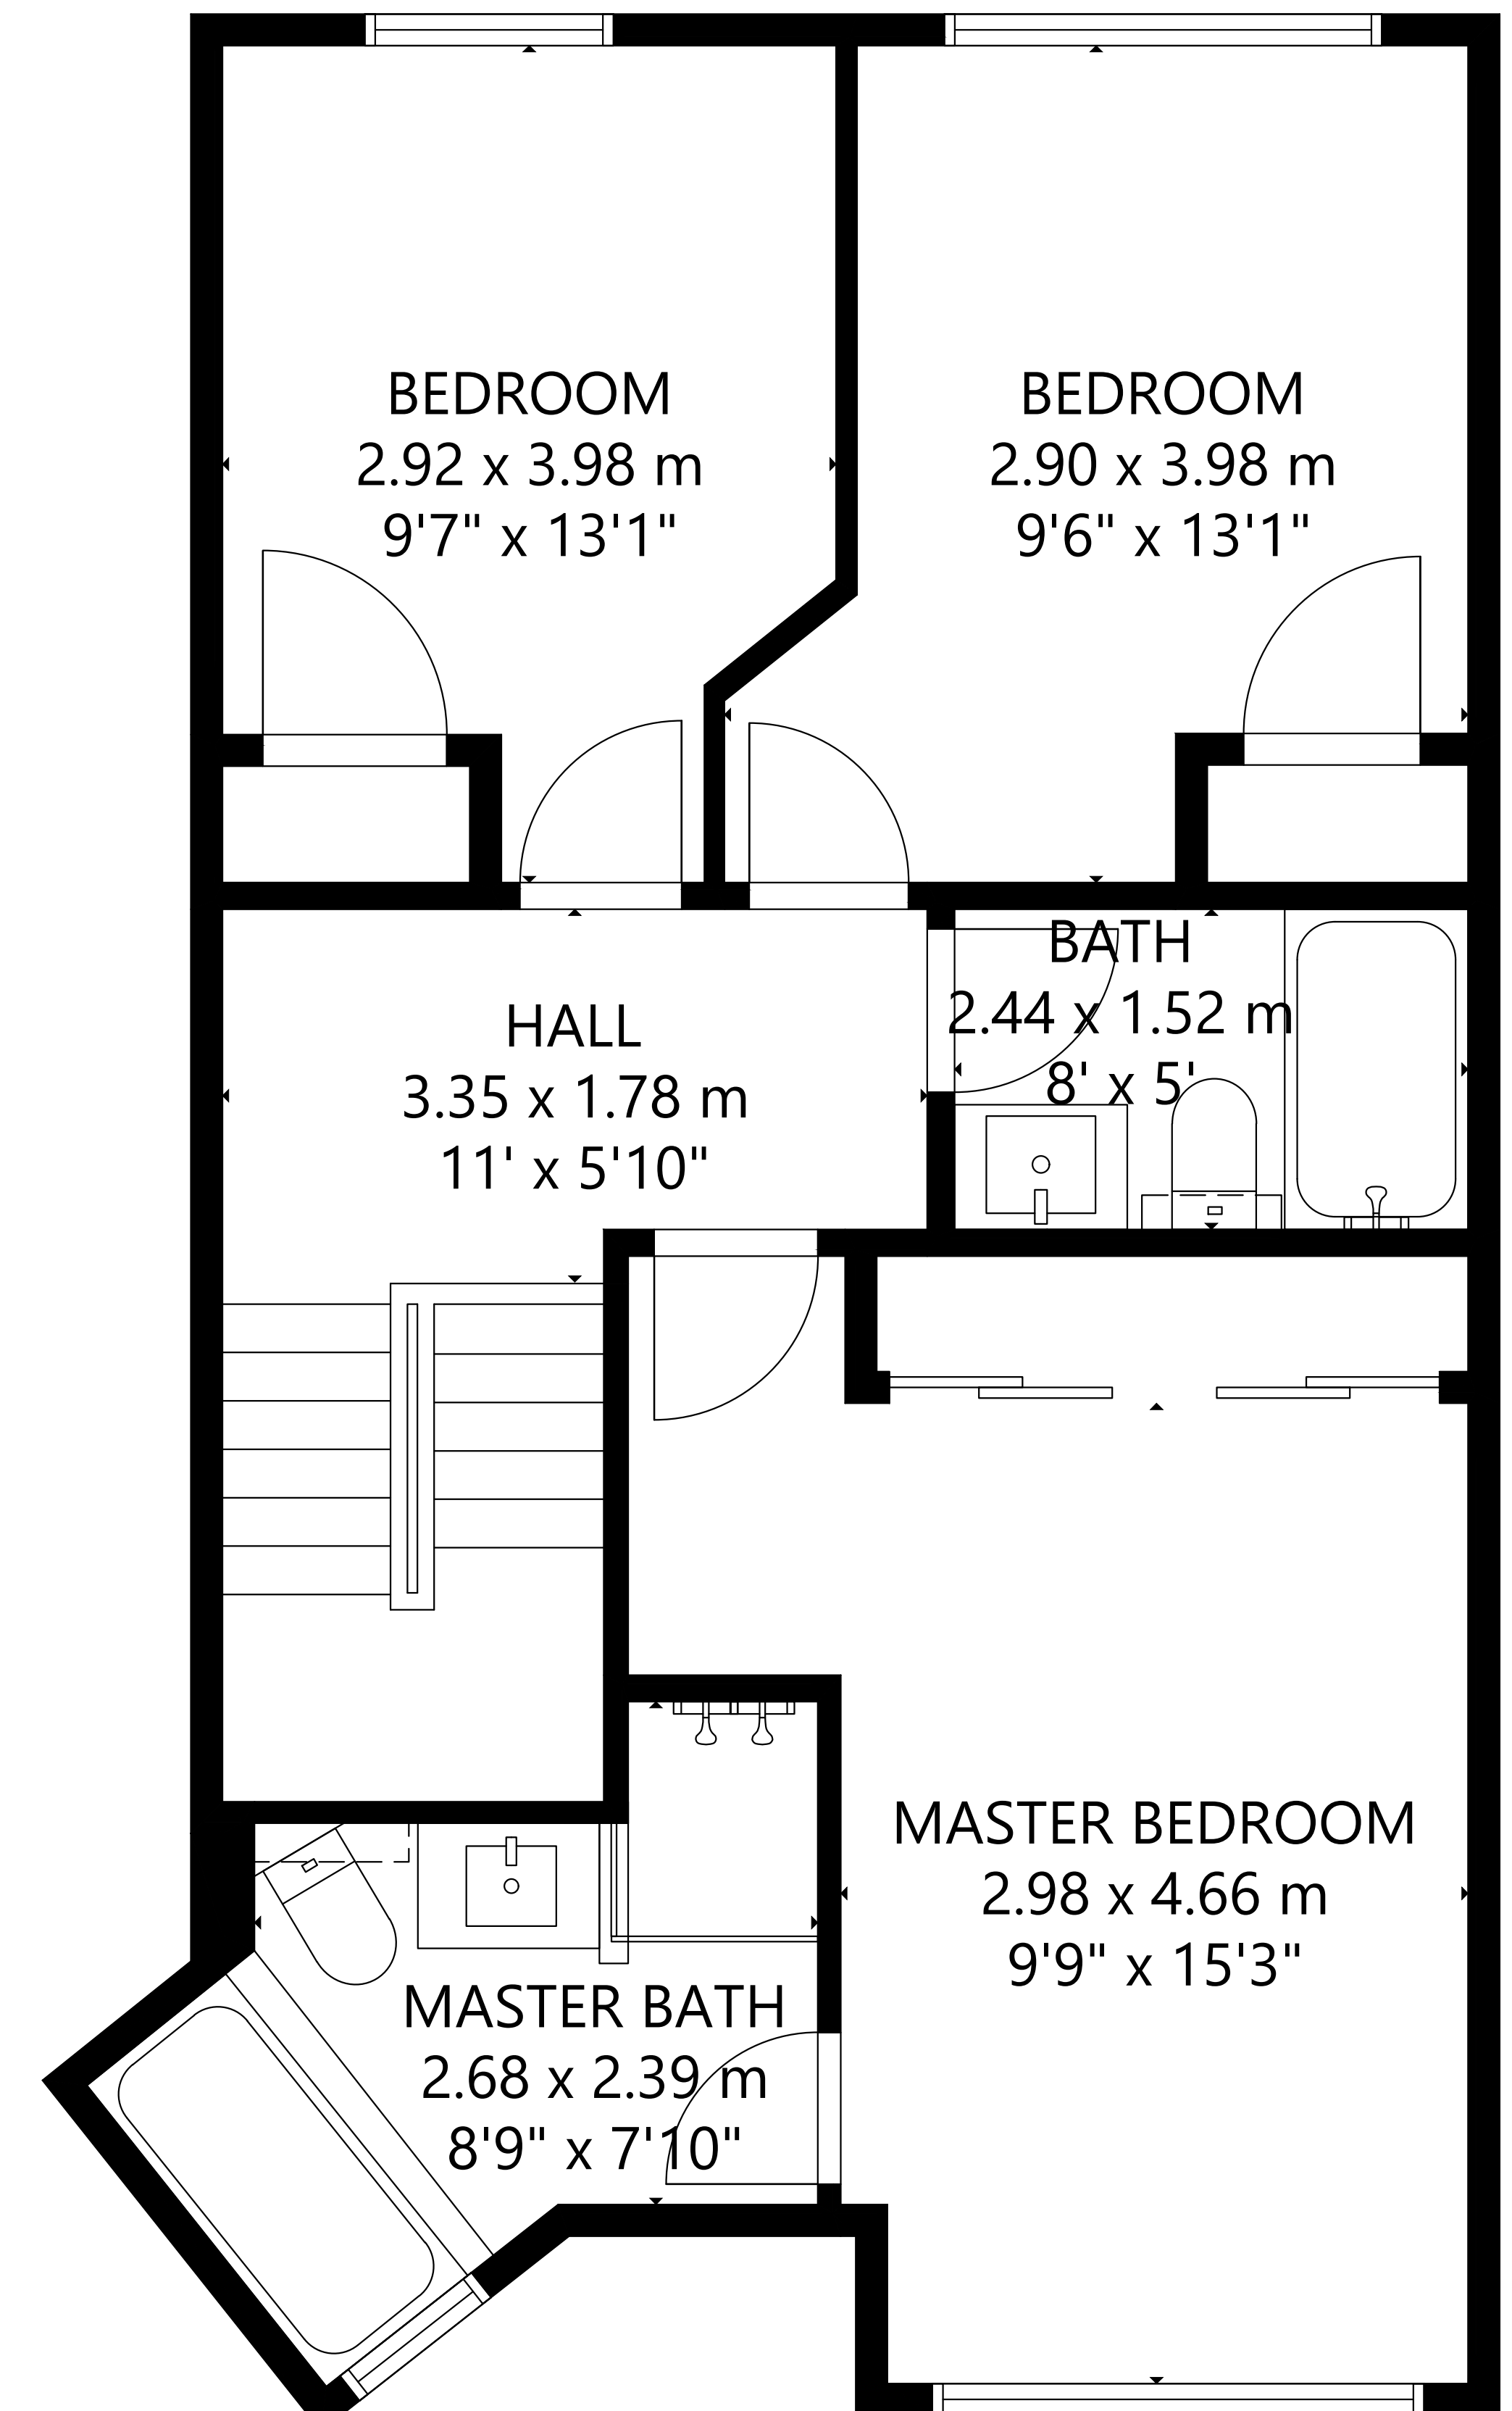 BEDROOM
2.92 x 3.98 m
9'7" x 13'1"
BEDROOM
2.90 x 3.98 m
9'6" x 13'1"
BATH
2.44 x 1.52 m
8' x 5'
HALL
3.35 x 1.78 m
11' x 5'10"
MASTER BEDROOM
2.98 x 4.66 m
9'9" x 15'3"
MASTER BATH
2.68 x 2.39 m
8'9" x 7'10"